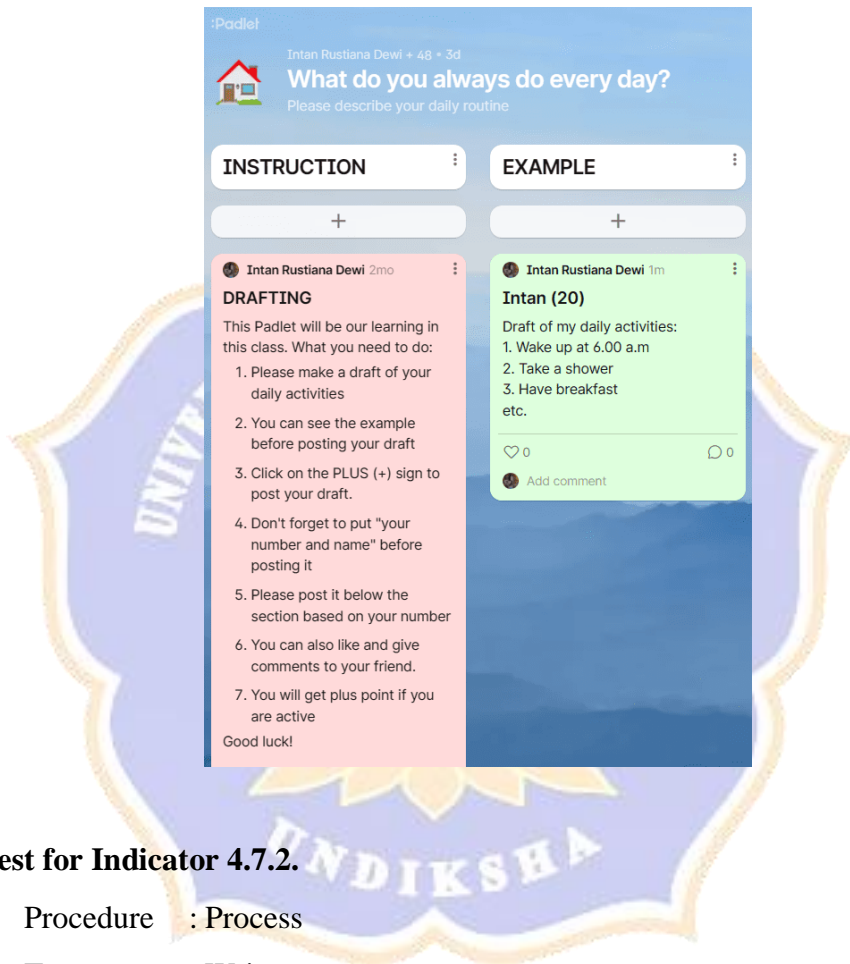 :Padlet
Intan Rustiana Dewi + 48 • 3d
What do you always do every day?
Please describe your daily routine
INSTRUCTION
EXAMPLE
Intan Rustiana Dewi 2mo
DRAFTING
This Padlet will be our learning in
this class. What you need to do:
1. Please make a draft of your
daily activities
2. You can see the example
before posting your draft
3. Click on the PLUS (+) sign to
post your draft.
4. Don't forget to put "your
number and name" before
posting it
5. Please post it below the
section based on your number
6. You can also like and give
comments to your friend.
7. You will get plus point if you
are active
Good luck!
Intan Rustiana Dewi 1m
Intan (20)
Draft of my daily activities:
1. Wake up at 6.00 a.m
2. Take a shower
3. Have breakfast
etc.
0 0
Add comment
est for Indicator 4.7.2.
Procedure : Process
UNDIKSHA